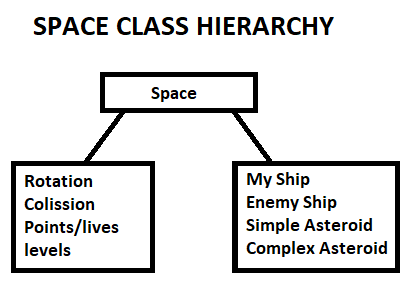 SPACE CLASS HIERARCHY
Space
Rotation
Colission
Points/lives
levels
My Ship
Enemy Ship
Simple Asteroid
Complex Asteroid